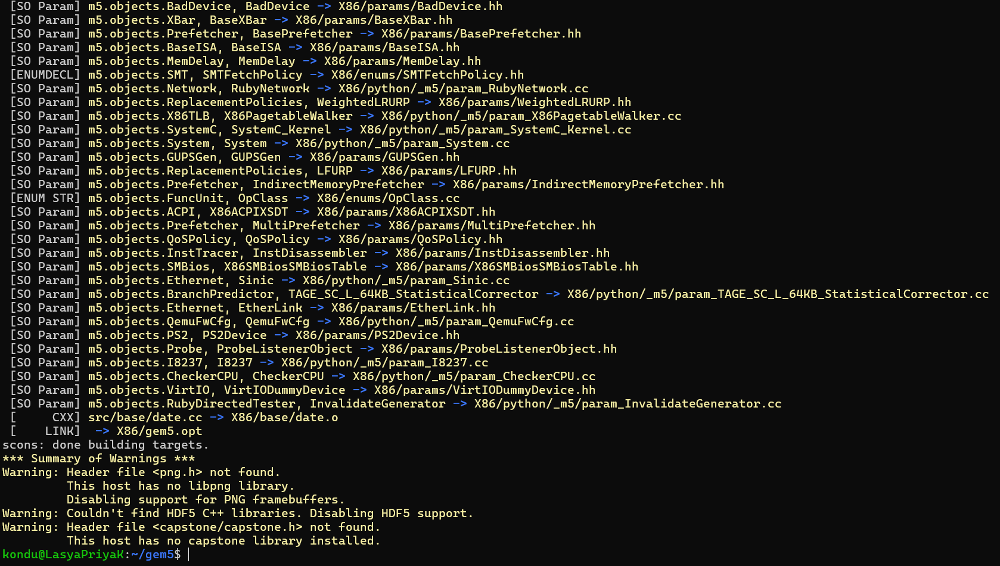 [SO Param] m5.objects.BadDevice, BadDevice -> X86/params/BadDevice.hh
[SO Param] m5.objects.XBar, BaseXBar -> X86/params/BaseXBar.hh
[SO Param] m5.objects.Prefetcher, BasePrefetcher -> X86/params/BasePrefetcher.hh
[SO Param] m5.objects.BaseISA, BaseISA -> X86/params/BaseISA.hh
[SO Param] m5.objects.MemDelay, MemDelay -> X86/params/MemDelay.hh
[ENUMDECL] m5.objects.SMT, SMTFetchPolicy -> X86/enums/SMTFetchPolicy.hh
[SO Param] m5.objects.Network, RubyNetwork -> X86/python/_m5/param_RubyNetwork.cc
[SO Param] m5.objects.ReplacementPolicies, WeightedLRURP -> X86/params/WeightedLRURP.hh
[SO Param] m5.objects.X86TLB, X86PagetableWalker -> X86/python/_m5/param_X86PagetableWalker.cc
[SO Param] m5.objects.SystemC, SystemC_Kernel -> X86/python/_m5/param_SystemC_Kernel.cc
[SO Param] m5.objects.System, System -> X86/python/_m5/param_System.cc
[SO Param] m5.objects.GUPSGen, GUPSGen -> X86/params/GUPSGen.hh
[SO Param] m5.objects.ReplacementPolicies, LFURP -> X86/params/LFURP.hh
[SO Param] m5.objects.Prefetcher, IndirectMemoryPrefetcher -> X86/params/IndirectMemoryPrefetcher.hh
[ENUM STR] m5.objects.FuncUnit, OpClass -> X86/enums/OpClass.cc
[SO Param] m5.objects.ACPI, X86ACPIXSDT -> X86/params/X86ACPIXSDT.hh
[SO Param] m5.objects.Prefetcher, MultiPrefetcher -> X86/params/MultiPrefetcher.hh
[SO Param] m5.objects.QoSPolicy, QoSPolicy -> X86/params/QoSPolicy.hh
[SO Param] m5.objects.InstTracer, InstDisassembler -> X86/params/InstDisassembler.hh
[SO Param] m5.objects.SMBios, X86SMBiosSMBiosTable -> X86/params/X86SMBiosSMBiosTable.hh
[SO Param] m5.objects.Ethernet, Sinic -> X86/python/_m5/param_Sinic.cc
[SO Param] m5.objects.BranchPredictor, TAGE_SC_L_64KB_StatisticalCorrector -> X86/python/_m5/param_TAGE_SC_L_64KB_StatisticalCorrector.cc
[SO Param] m5.objects.Ethernet, EtherLink -> X86/params/EtherLink.hh
[SO Param] m5.objects.QemuFwCfg, QemuFwCfg -> X86/python/_m5/param_QemuFwCfg.cc
[SO Param] m5.objects.PS2, PS2Device -> X86/params/PS2Device.hh
[SO Param] m5.objects.Probe, ProbeListenerObject -> X86/params/ProbeListenerObject.hh
[SO Param] m5.objects.I8237, I8237 -> X86/python/_m5/param_I8237.cc
[SO Param] m5.objects.CheckerCPU, CheckerCPU -> X86/python/_m5/param_CheckerCPU.cc
[SO Param] m5.objects.VirtIO, VirtIODummyDevice -> X86/params/VirtIODummyDevice.hh
[SO Param] m5.objects.RubyDirectedTester, InvalidateGenerator -> X86/python/_m5/param_InvalidateGenerator.cc
[     CXX] src/base/date.cc -> X86/base/date.o
[    LINK]  -> X86/gem5.opt
scons: done building targets.
*** Summary of Warnings ***
Warning: Header file <png.h> not found.
This host has no libpng library.
Disabling support for PNG framebuffers.
Warning: Couldn't find HDF5 C++ libraries. Disabling HDF5 support.
Warning: Header file <capstone/capstone.h> not found.
This host has no capstone library installed.
kondu@LasyaPriyaK:~/gem5$